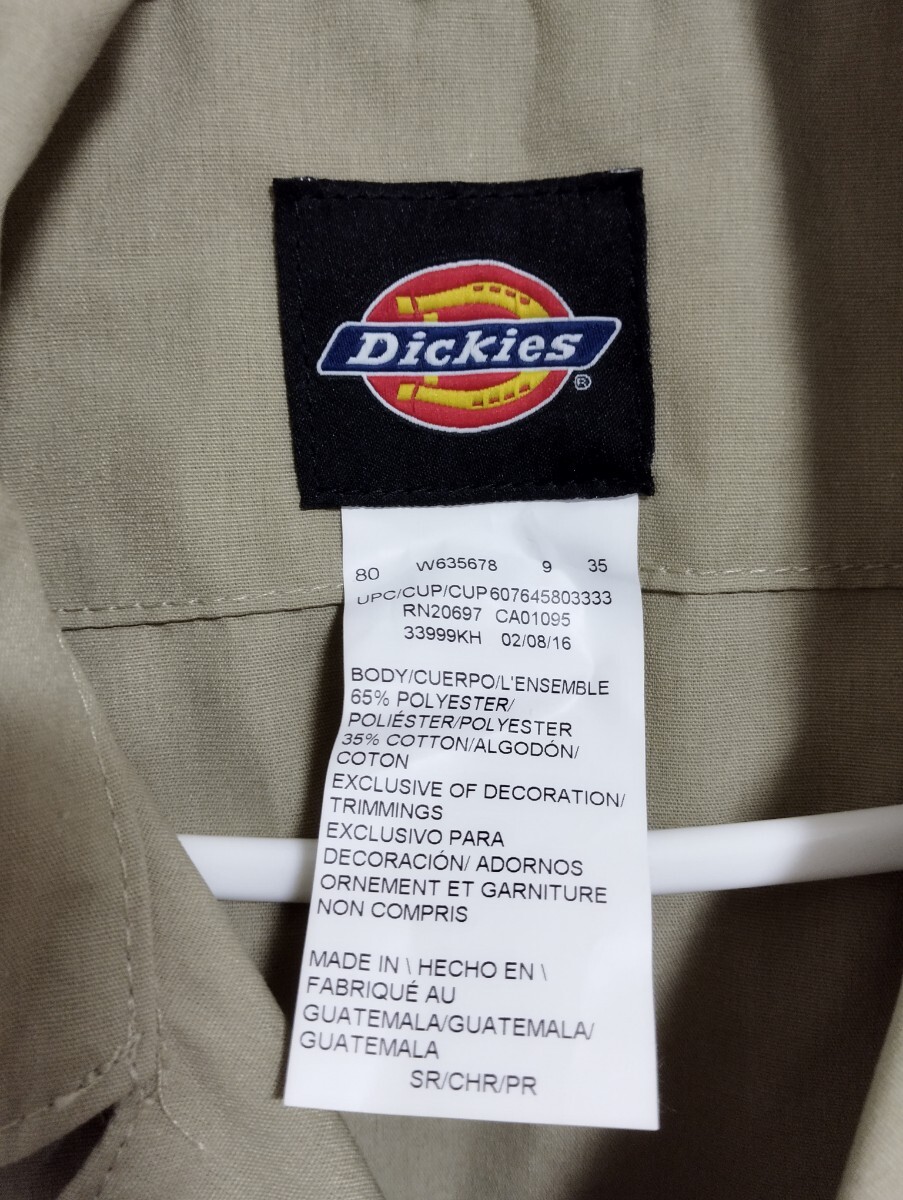 Dickies
®
80 W635678 9 35
UPC/CUP/CUP607645803333
RN20697 CA01095
33999KH 02/08/16
BODY/CUERPO/L'ENSEMBLE
65% POLYESTER/
POLIÉSTER/POLYESTER
35% COTTON/ALGODÓN/
COTON
EXCLUSIVE OF DECORATION/
TRIMMINGS
EXCLUSIVO PARA
DECORACIÓN/ ADORNOS
ORNEMENT ET GARNITURE
NON COMPRIS
MADE IN \ HECHO EN \
FABRIQUÉ AU
GUATEMALA/GUATEMALA/
GUATEMALA
SR/CHR/PR